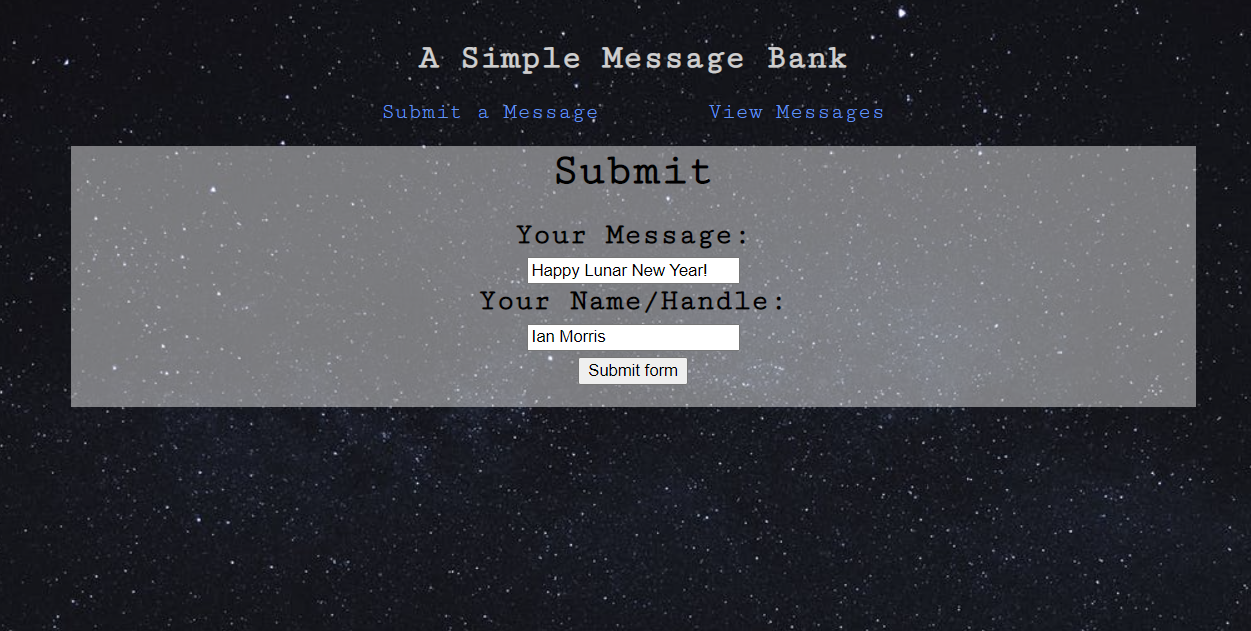 A Simple Message Bank
Submit a Message View Messages
Submit
Your Message:
Happy Lunar New Year!
Your Name/Handle:
Ian Morris
Submit form